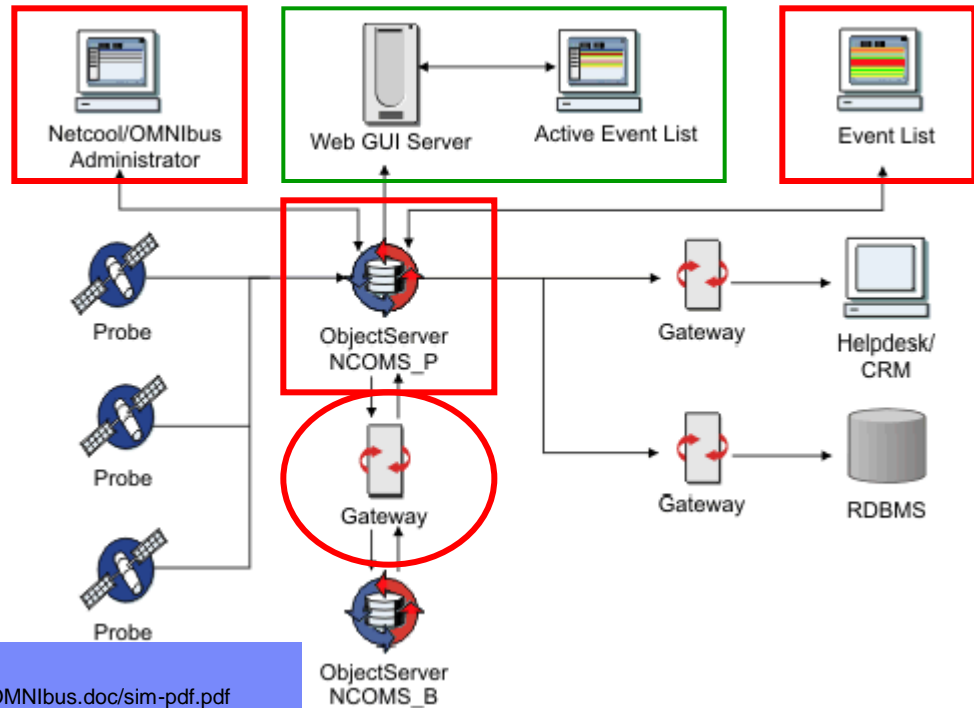 Netcool/OMNIbus
Administrator
Web GUI Server
Active Event List
Event List
Probe
ObjectServer
NCOMS_P
Gateway
Helpdesk/
CRM
Probe
Gateway
Gateway
RDBMS
Probe
ObjectServer
NCOMS_B
OMNIbus.doc/sim-pdf.pdf